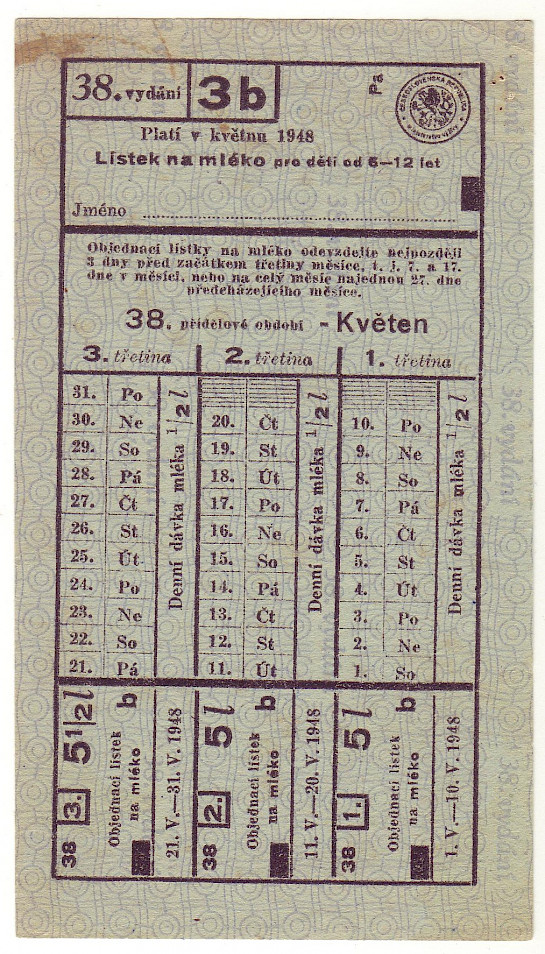 38. vydání 3b
Platí v květnu 1948
Lístek na mléko pro děti od 6—12 let
Jméno
Objednací lístky na mléko odevzdejte nejpozději
3 dny před začátkem třetiny měsíce, t. j. 7. a 17.
dne v měsíci, nebo na celý měsíc najednou 27. dne
předcházejícího měsíce.
38. přídělové období - Květen
3. třetina 2. třetina 1. třetina
31. Po
30. Ne 20. Čt 10. Po
29. So 19. St 9. Ne
28. Pá 18. Út 8. So
27. Čt 17. Po 7. Pá
26. St 16. Ne 6. Čt
25. Út 15. So 5. St
24. Po 14. Pá 4. Út
23. Ne 13. Čt 3. Po
22. So 12. St 2. Ne
21. Pá 11. Út 1. So
Denní dávka mléka 1/2 l
Denní dávka mléka 1/2 l
Denní dávka mléka 1/2 l
38 3. 5 1/2 l
Objednací lístek b
na mléko
21. V.—31. V. 1948
38 2. 5 l
Objednací lístek b
na mléko
11. V.—20. V. 1948
38 1. 5 l
Objednací lístek b
na mléko
1. V.—10. V. 1948